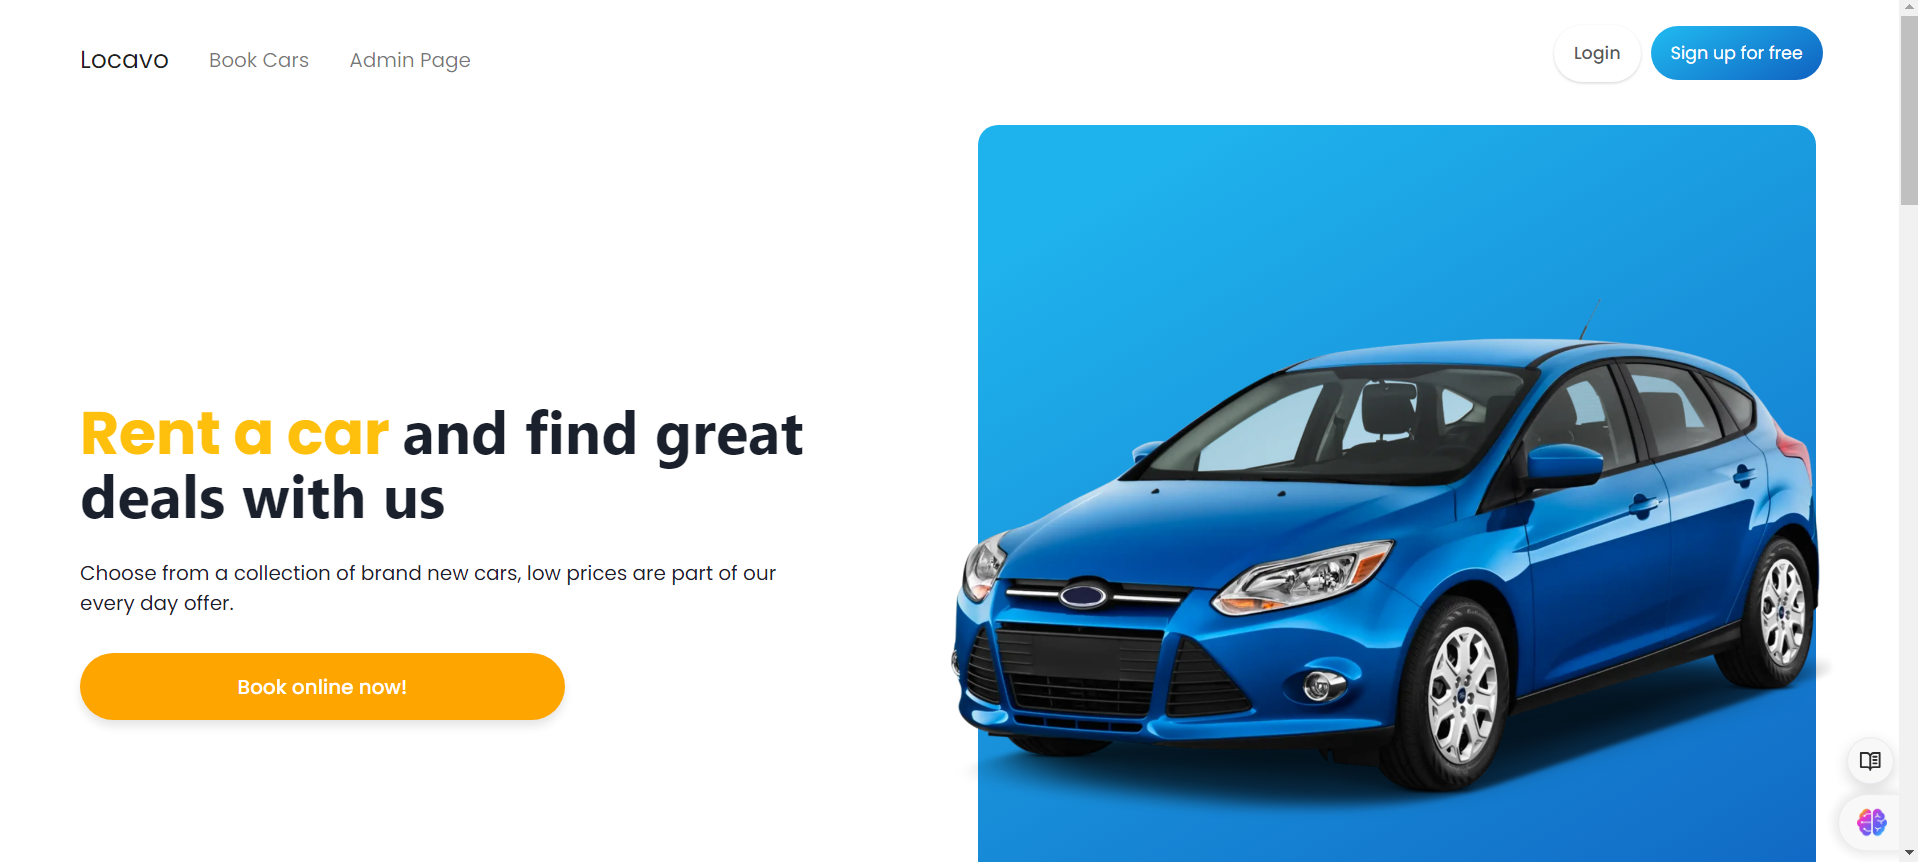 Locavo Book Cars Admin Page Login Sign up for free
Rent a car and find great
deals with us
Choose from a collection of brand new cars, low prices are part of our
every day offer.
Book online now!